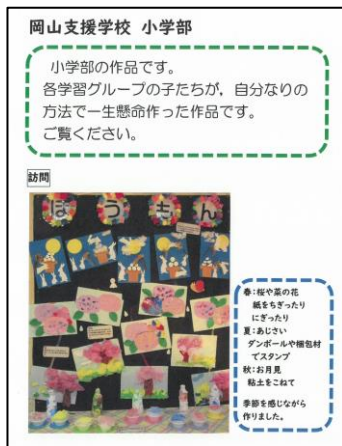 岡山支援学校 小学部
小学部の作品です。
各学習グループの子たちが、自分なりの
方法で一生懸命作った作品です。
ご覧ください。
訪問
ほうもん
春:桜や菜の花
紙をちぎったり
にぎったり
夏:あじさい
ダンボールや梱包材
でスタンプ
秋:お月見
粘土をこねて
季節を感じながら
作りました。